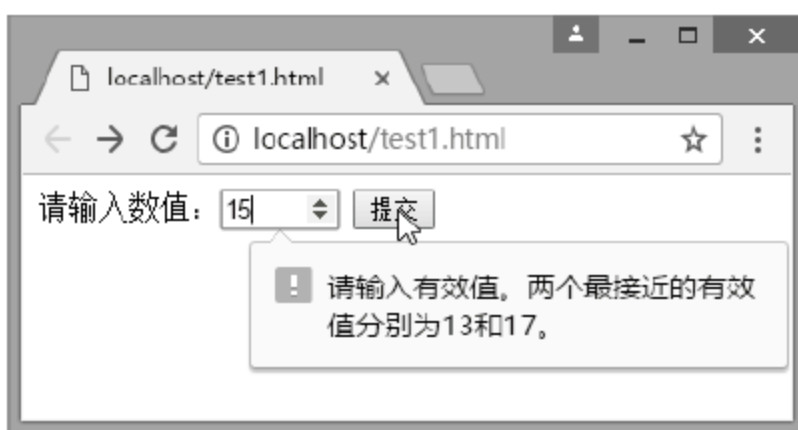 localhost/test1.html
localhost/test1.html
请输入数值：15 提交
请输入有效值。两个最接近的有效
值分别为13和17。